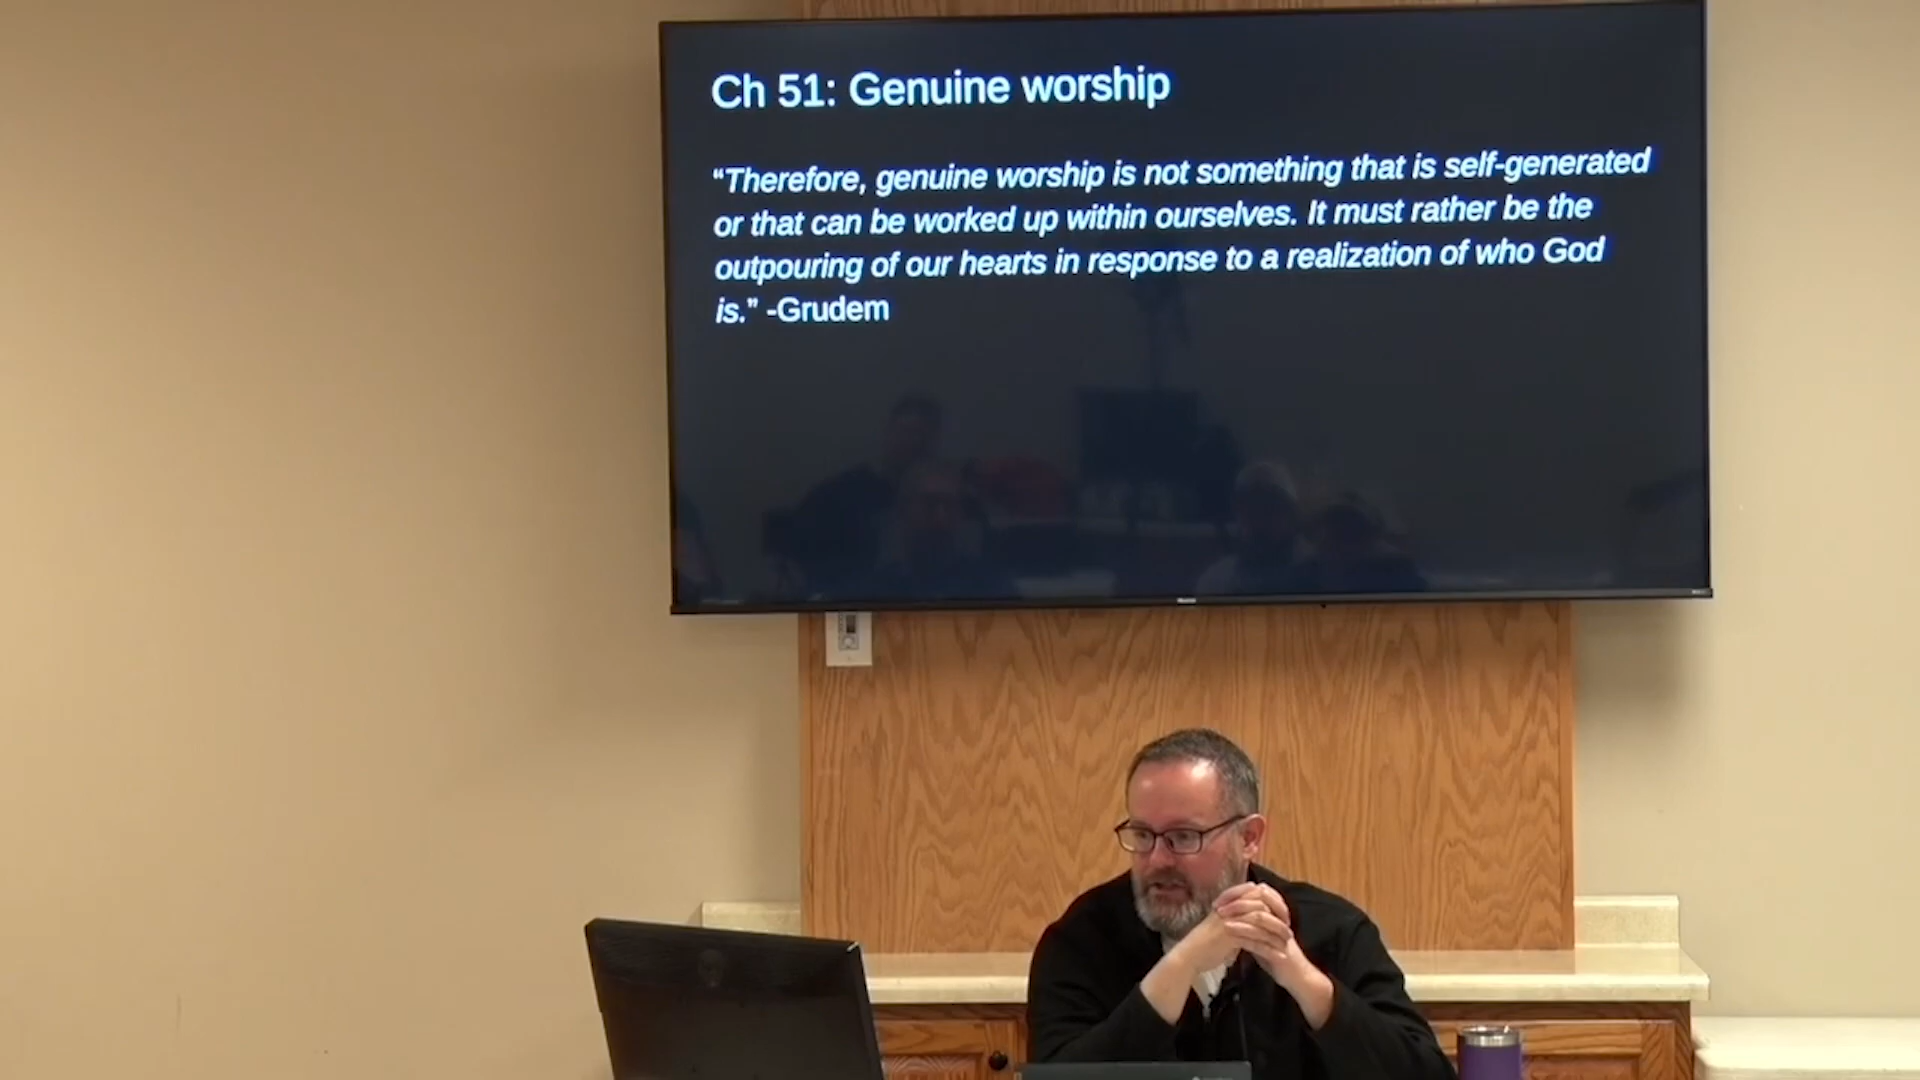 Ch 51: Genuine worship
“Therefore, genuine worship is not something that is self-generated
or that can be worked up within ourselves. It must rather be the
outpouring of our hearts in response to a realization of who God
is.” -Grudem